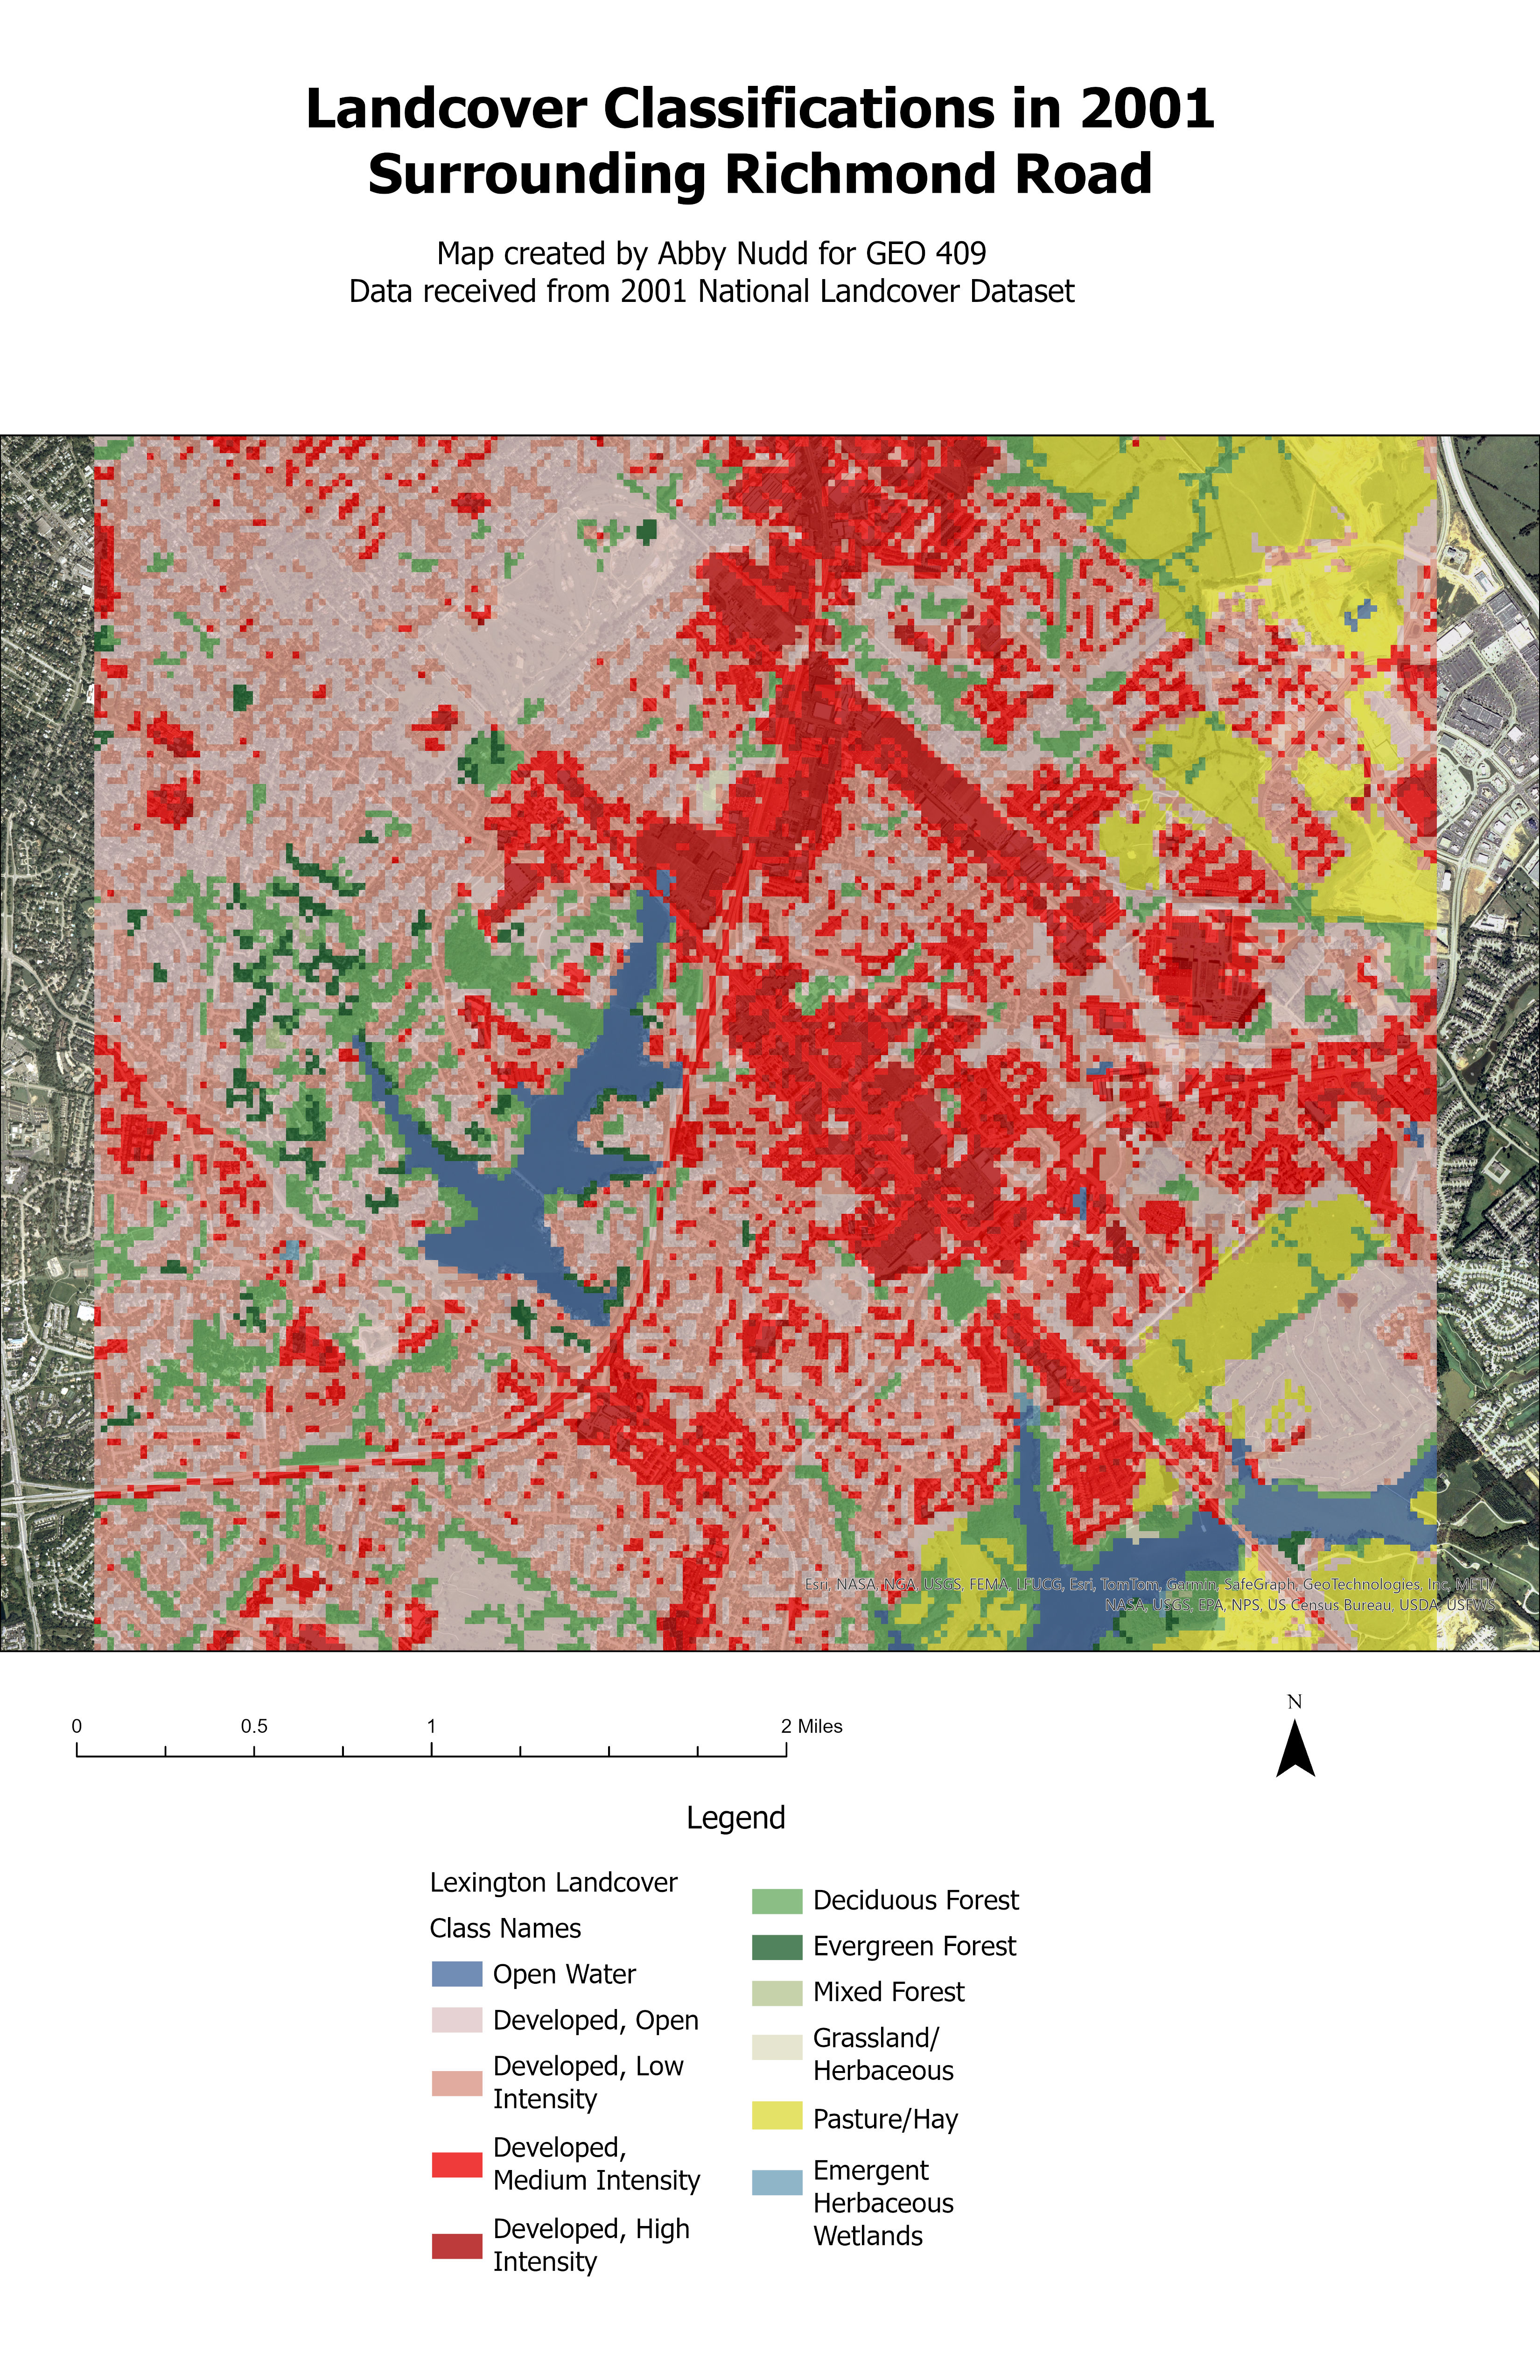 Landcover Classifications in 2001
Surrounding Richmond Road
Map created by Abby Nudd for GEO 409
Data received from 2001 National Landcover Dataset
Esri, NASA, NGA, USGS, FEMA, LFUCG, Esri, TomTom, Garmin, SafeGraph, GeoTechnologies, Inc, METI/
NASA, USGS, EPA, NPS, US Census Bureau, USDA, USFWS
0 0.5 1 2 Miles
N
Legend
Lexington Landcover
Class Names
Open Water
Developed, Open
Developed, Low
Intensity
Developed,
Medium Intensity
Developed, High
Intensity
Deciduous Forest
Evergreen Forest
Mixed Forest
Grassland/
Herbaceous
Pasture/Hay
Emergent
Herbaceous
Wetlands